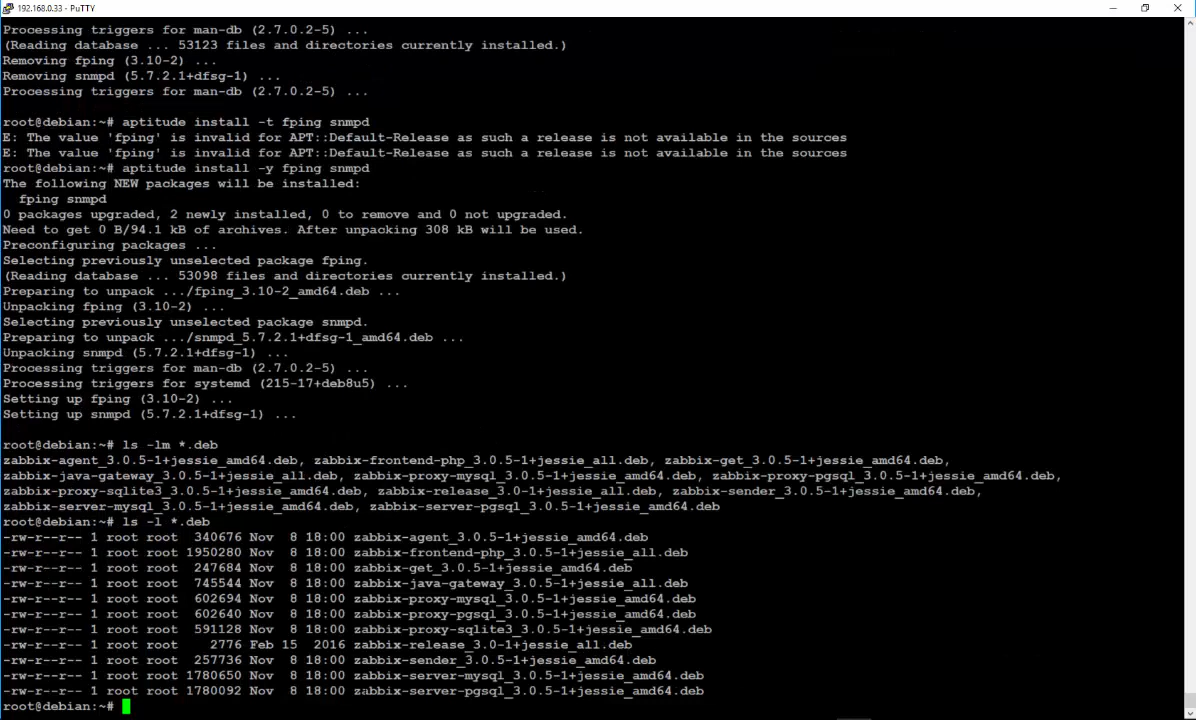 192.168.0.33 - PuTTY
Processing triggers for man-db (2.7.0.2-5) ...
(Reading database ... 53123 files and directories currently installed.)
Removing fping (3.10-2) ...
Removing snmpd (5.7.2.1+dfsg-1) ...
Processing triggers for man-db (2.7.0.2-5) ...
root@debian:~# aptitude install -t fping snmpd
E: The value 'fping' is invalid for APT::Default-Release as such a release is not available in the sources
E: The value 'fping' is invalid for APT::Default-Release as such a release is not available in the sources
root@debian:~# aptitude install -y fping snmpd
The following NEW packages will be installed:
  fping snmpd
0 packages upgraded, 2 newly installed, 0 to remove and 0 not upgraded.
Need to get 0 B/94.1 kB of archives. After unpacking 308 kB will be used.
Preconfiguring packages ...
Selecting previously unselected package fping.
(Reading database ... 53098 files and directories currently installed.)
Preparing to unpack .../fping_3.10-2_amd64.deb ...
Unpacking fping (3.10-2) ...
Selecting previously unselected package snmpd.
Preparing to unpack .../snmpd_5.7.2.1+dfsg-1_amd64.deb ...
Unpacking snmpd (5.7.2.1+dfsg-1) ...
Processing triggers for man-db (2.7.0.2-5) ...
Processing triggers for systemd (215-17+deb8u5) ...
Setting up fping (3.10-2) ...
Setting up snmpd (5.7.2.1+dfsg-1) ...
root@debian:~# ls -lm *.deb
zabbix-agent_3.0.5-1+jessie_amd64.deb, zabbix-frontend-php_3.0.5-1+jessie_all.deb, zabbix-get_3.0.5-1+jessie_amd64.deb,
zabbix-java-gateway_3.0.5-1+jessie_all.deb, zabbix-proxy-mysql_3.0.5-1+jessie_amd64.deb, zabbix-proxy-pgsql_3.0.5-1+jessie_amd64.deb,
zabbix-proxy-sqlite3_3.0.5-1+jessie_amd64.deb, zabbix-release_3.0-1+jessie_all.deb, zabbix-sender_3.0.5-1+jessie_amd64.deb,
zabbix-server-mysql_3.0.5-1+jessie_amd64.deb, zabbix-server-pgsql_3.0.5-1+jessie_amd64.deb
root@debian:~# ls -l *.deb
-rw-r--r-- 1 root root  340676 Nov  8 18:00 zabbix-agent_3.0.5-1+jessie_amd64.deb
-rw-r--r-- 1 root root 1950280 Nov  8 18:00 zabbix-frontend-php_3.0.5-1+jessie_all.deb
-rw-r--r-- 1 root root  247684 Nov  8 18:00 zabbix-get_3.0.5-1+jessie_amd64.deb
-rw-r--r-- 1 root root  745544 Nov  8 18:00 zabbix-java-gateway_3.0.5-1+jessie_all.deb
-rw-r--r-- 1 root root  602694 Nov  8 18:00 zabbix-proxy-mysql_3.0.5-1+jessie_amd64.deb
-rw-r--r-- 1 root root  602640 Nov  8 18:00 zabbix-proxy-pgsql_3.0.5-1+jessie_amd64.deb
-rw-r--r-- 1 root root  591128 Nov  8 18:00 zabbix-proxy-sqlite3_3.0.5-1+jessie_amd64.deb
-rw-r--r-- 1 root root    2776 Feb 15  2016 zabbix-release_3.0-1+jessie_all.deb
-rw-r--r-- 1 root root  257736 Nov  8 18:00 zabbix-sender_3.0.5-1+jessie_amd64.deb
-rw-r--r-- 1 root root 1780650 Nov  8 18:00 zabbix-server-mysql_3.0.5-1+jessie_amd64.deb
-rw-r--r-- 1 root root 1780092 Nov  8 18:00 zabbix-server-pgsql_3.0.5-1+jessie_amd64.deb
root@debian:~#